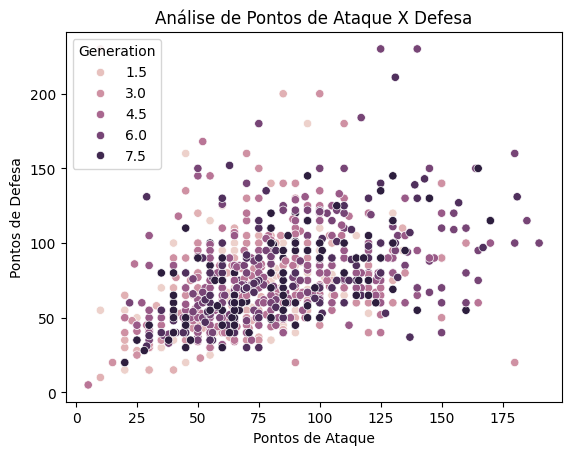 Análise de Pontos de Ataque X Defesa
Generation
1.5
3.0
4.5
6.0
7.5
Pontos de Defesa
200
150
100
50
0
0 25 50 75 100 125 150 175
Pontos de Ataque